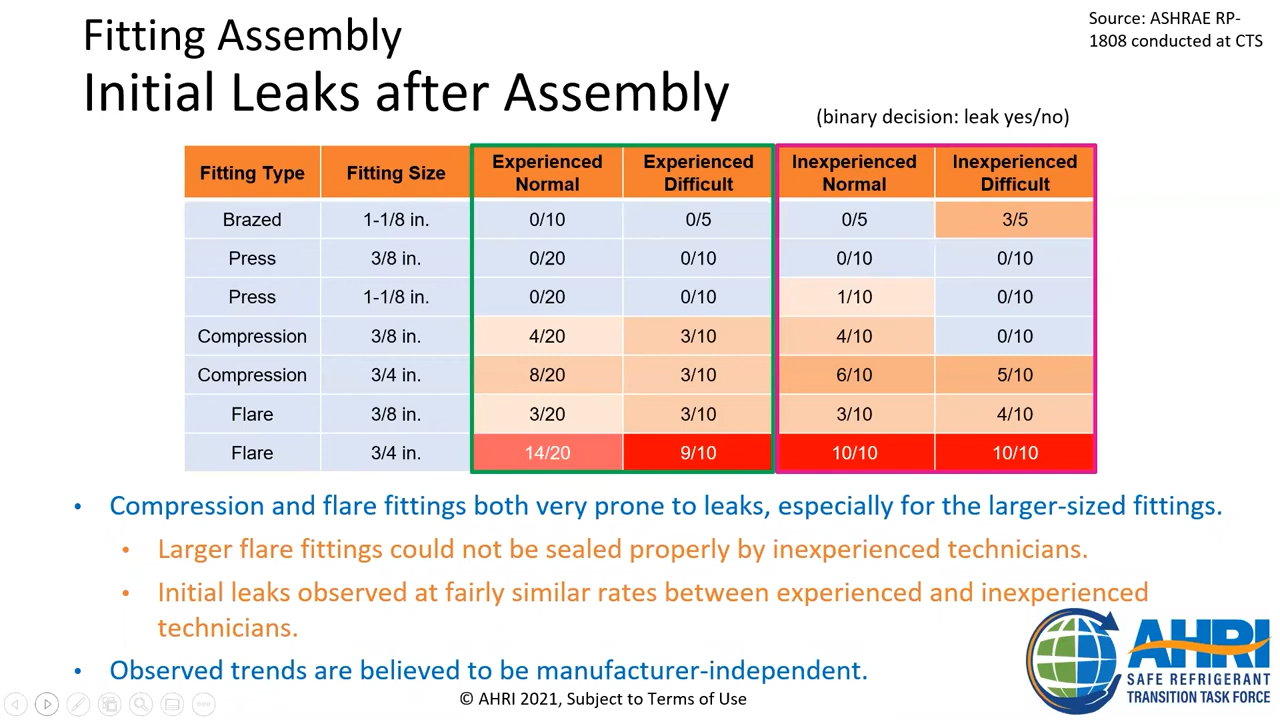 Fitting Assembly
Initial Leaks after Assembly
Source: ASHRAE RP-
1808 conducted at CTS
(binary decision: leak yes/no)
Fitting Type Fitting Size Experienced Normal Experienced Difficult Inexperienced Normal Inexperienced Difficult
Brazed 1-1/8 in. 0/10 0/5 0/5 3/5
Press 3/8 in. 0/20 0/10 0/10 0/10
Press 1-1/8 in. 0/20 0/10 1/10 0/10
Compression 3/8 in. 4/20 3/10 4/10 0/10
Compression 3/4 in. 8/20 3/10 6/10 5/10
Flare 3/8 in. 3/20 3/10 3/10 4/10
Flare 3/4 in. 14/20 9/10 10/10 10/10
• Compression and flare fittings both very prone to leaks, especially for the larger-sized fittings.
• Larger flare fittings could not be sealed properly by inexperienced technicians.
• Initial leaks observed at fairly similar rates between experienced and inexperienced
technicians.
• Observed trends are believed to be manufacturer-independent.
© AHRI 2021, Subject to Terms of Use
AHRI
SAFE REFRIGERANT
TRANSITION TASK FORCE